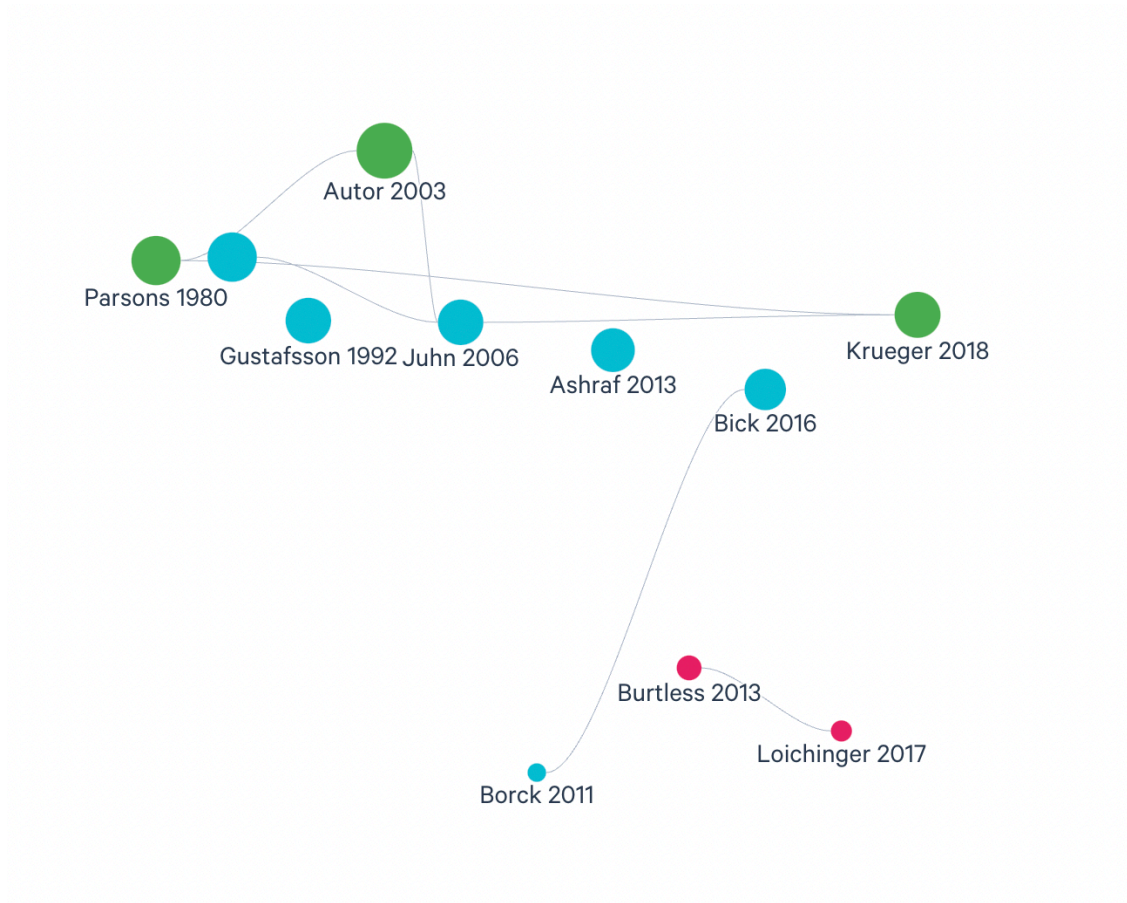 Autor 2003
Parsons 1980
Gustafsson 1992
Juhn 2006
Krueger 2018
Ashraf 2013
Bick 2016
Burtless 2013
Loichinger 2017
Borck 2011